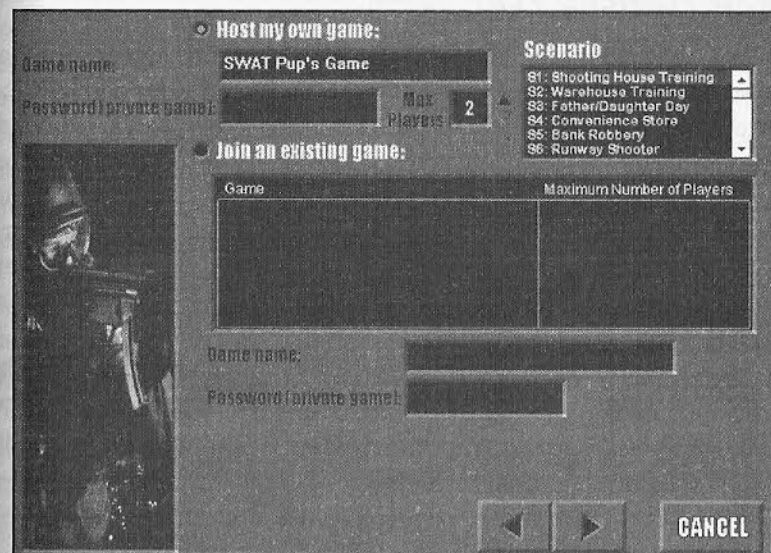 Host my own game:
Game name:
SWAT Pup's Game
Password (private game):
Max
Players
2
Scenario
S1: Shooting House Training
S2: Warehouse Training
S3: Father/Daughter Day
S4: Convenience Store
S5: Bank Robbery
S6: Runway Shooter
Join an existing game:
Game
Maximum Number of Players
Game name:
Password (private game):
CANCEL